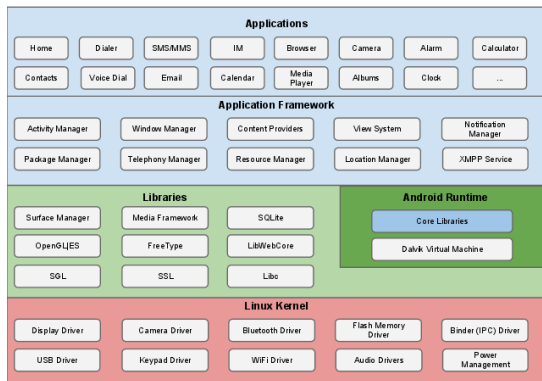 Applications
Home Dialer SMS/MMS IM Browser Camera Alarm Calculator
Contacts Voice Dial Email Calendar Media Player Albums Clock ...
Application Framework
Activity Manager Window Manager Content Providers View System Notification Manager
Package Manager Telephony Manager Resource Manager Location Manager XMPP Service
Libraries
Surface Manager Media Framework SQLite
OpenGL|ES FreeType LibWebCore
SGL SSL Libc
Android Runtime
Core Libraries
Dalvik Virtual Machine
Linux Kernel
Display Driver Camera Driver Bluetooth Driver Flash Memory Driver Binder (IPC) Driver
USB Driver Keypad Driver WiFi Driver Audio Drivers Power Management